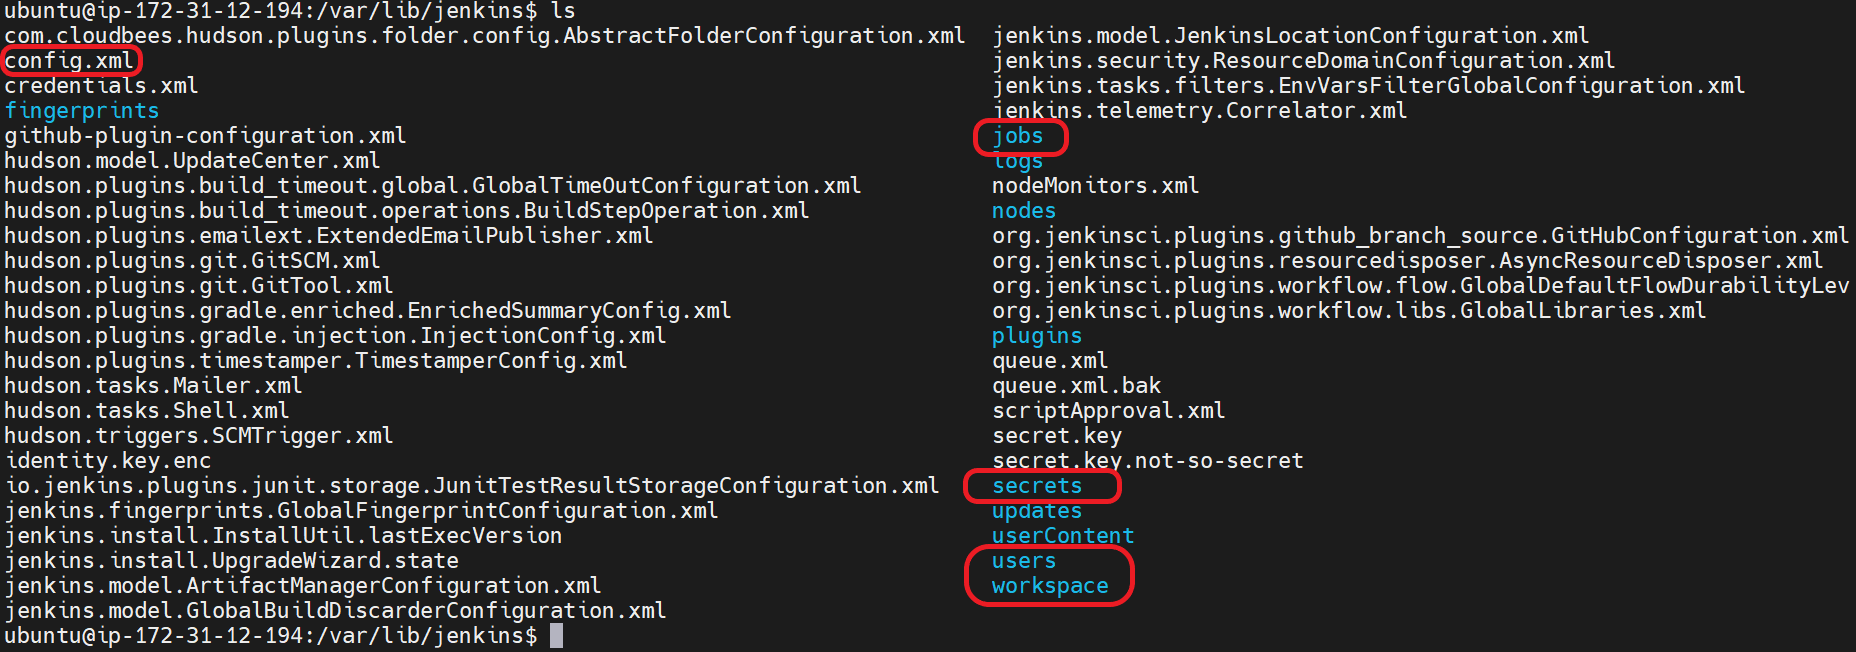 ubuntu@ip-172-31-12-194:/var/lib/jenkins$ ls
com.cloudbees.hudson.plugins.folder.config.AbstractFolderConfiguration.xml  jenkins.model.JenkinsLocationConfiguration.xml
config.xml  jenkins.security.ResourceDomainConfiguration.xml
credentials.xml  jenkins.tasks.filters.EnvVarsFilterGlobalConfiguration.xml
fingerprints  jenkins.telemetry.Correlator.xml
github-plugin-configuration.xml  jobs
hudson.model.UpdateCenter.xml  logs
hudson.plugins.build_timeout.global.GlobalTimeOutConfiguration.xml  nodeMonitors.xml
hudson.plugins.build_timeout.operations.BuildStepOperation.xml  nodes
hudson.plugins.emailext.ExtendedEmailPublisher.xml  org.jenkinsci.plugins.github_branch_source.GitHubConfiguration.xml
hudson.plugins.git.GitSCM.xml  org.jenkinsci.plugins.resourcedisposer.AsyncResourceDisposer.xml
hudson.plugins.git.GitTool.xml  org.jenkinsci.plugins.workflow.flow.GlobalDefaultFlowDurabilityLev
hudson.plugins.gradle.enriched.EnrichedSummaryConfig.xml  org.jenkinsci.plugins.workflow.libs.GlobalLibraries.xml
hudson.plugins.gradle.injection.InjectionConfig.xml  plugins
hudson.plugins.timestamper.TimestamperConfig.xml  queue.xml
hudson.tasks.Mailer.xml  queue.xml.bak
hudson.tasks.Shell.xml  scriptApproval.xml
hudson.triggers.SCMTrigger.xml  secret.key
identity.key.enc  secret.key.not-so-secret
io.jenkins.plugins.junit.storage.JunitTestResultStorageConfiguration.xml  secrets
jenkins.fingerprints.GlobalFingerprintConfiguration.xml  updates
jenkins.install.InstallUtil.lastExecVersion  userContent
jenkins.install.UpgradeWizard.state  users
jenkins.model.ArtifactManagerConfiguration.xml  workspace
jenkins.model.GlobalBuildDiscarderConfiguration.xml
ubuntu@ip-172-31-12-194:/var/lib/jenkins$